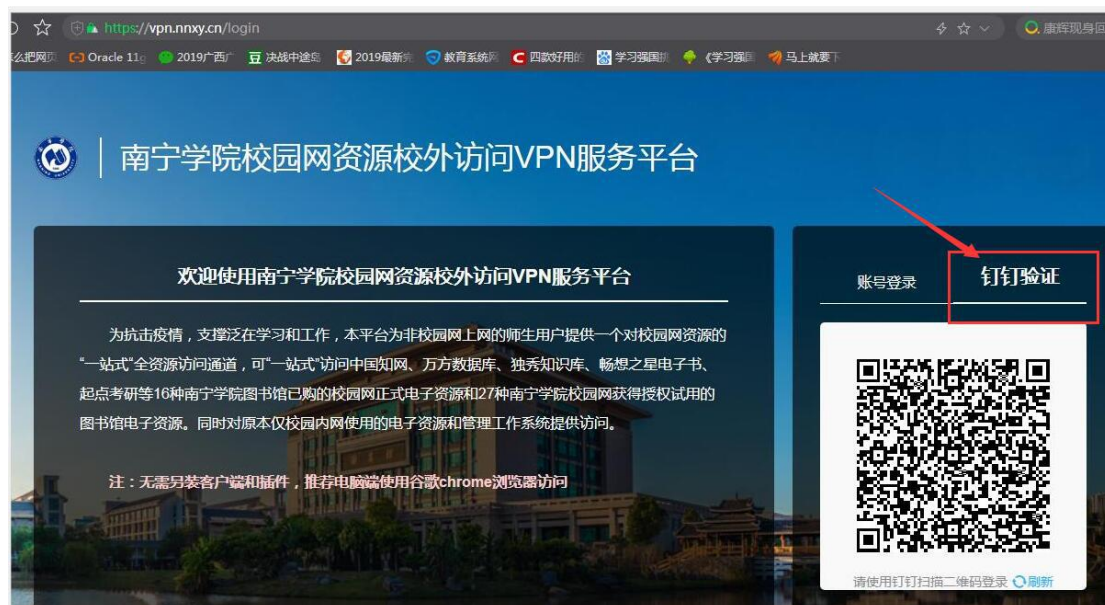 https://vpn.nnxy.cn/login
康辉现身回
么把网页
Oracle 11g
2019广西广
决战中途岛
2019最新完
教育系统网
四款好用的
学习强国挑
《学习强国
马上就要下
南宁学院校园网资源校外访问VPN服务平台
欢迎使用南宁学院校园网资源校外访问VPN服务平台
为抗击疫情，支撑泛在学习和工作，本平台为非校园网上网的师生用户提供一个对校园网资源的
“一站式”全资源访问通道，可“一站式”访问中国知网、万方数据库、独秀知识库、畅想之星电子书、
起点考研等16种南宁学院图书馆已购的校园网正式电子资源和27种南宁学院校园网获得授权试用的
图书馆电子资源。同时对原本仅校园内网使用的电子资源和管理工作系统提供访问。
注：无需另装客户端和插件，推荐电脑端使用谷歌chrome浏览器访问
账号登录
钉钉验证
请使用钉钉扫描二维码登录
刷新